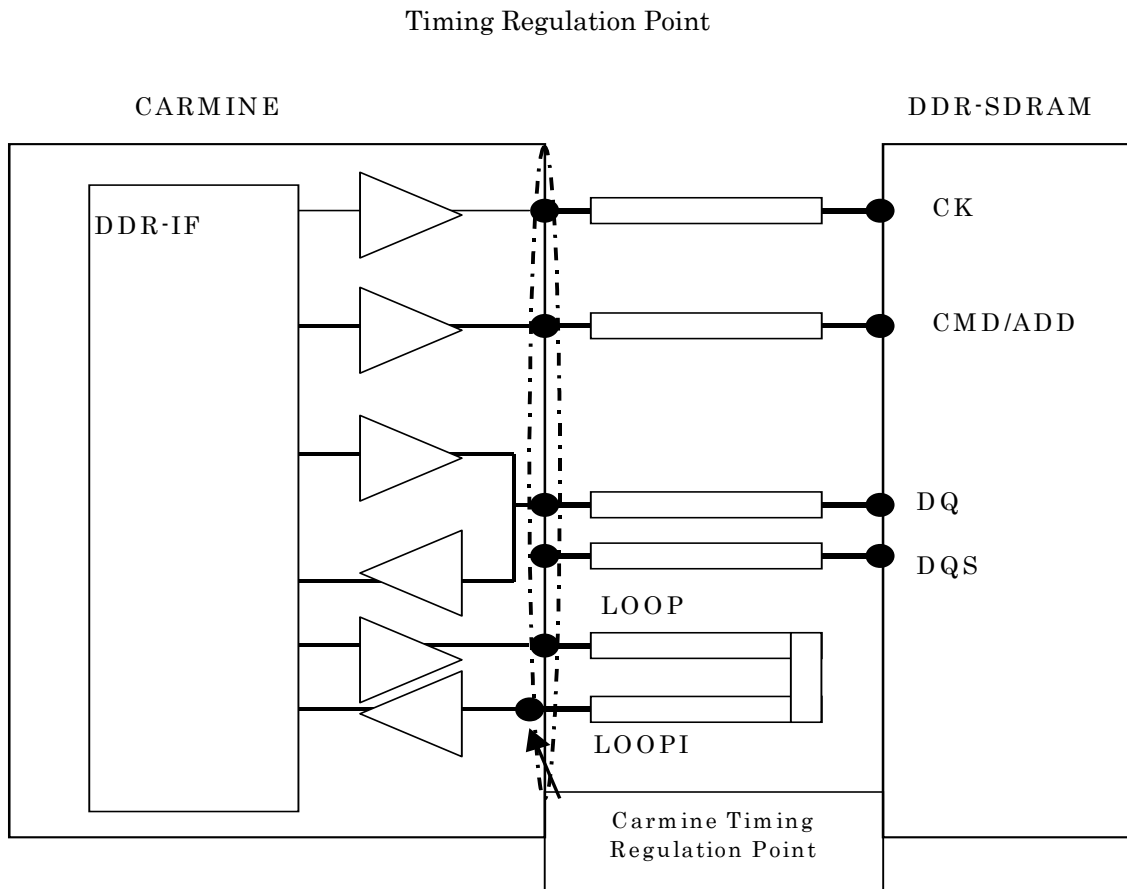 Timing Regulation Point
CARMINE
DDR-SDRAM
DDR-IF
CK
CMD/ADD
DQ
DQS
LOOP
LOOPI
Carmine Timing
Regulation Point